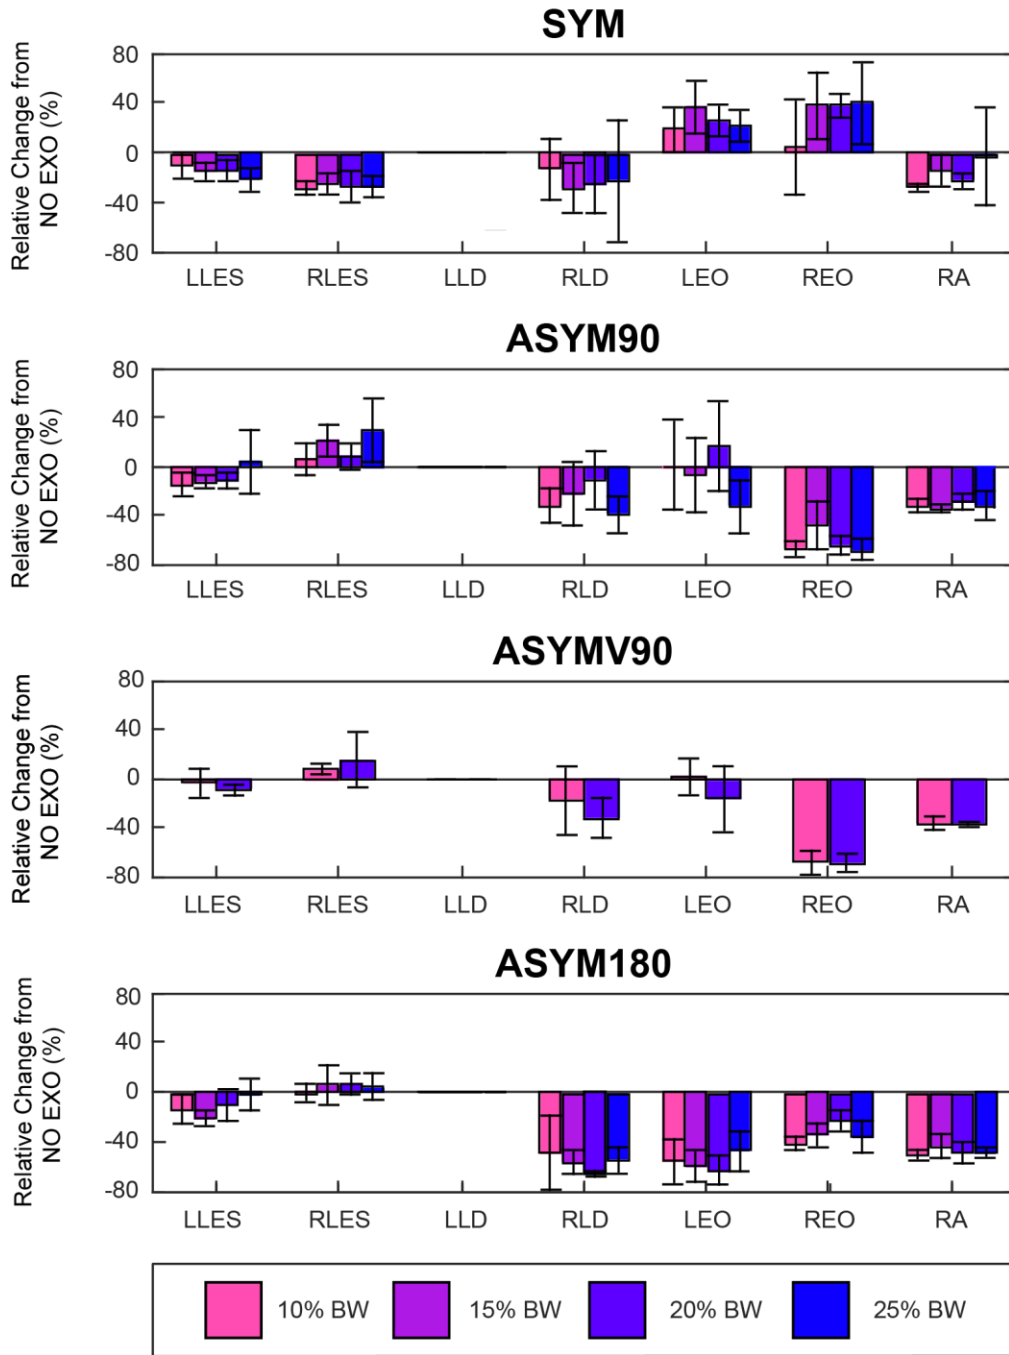 SYM
Relative Change from
NO EXO (%)
80
40
0
-40
-80
LLES RLES LLD RLD LEO REO RA
ASYM90
Relative Change from
NO EXO (%)
80
40
0
-40
-80
LLES RLES LLD RLD LEO REO RA
ASYMV90
Relative Change from
NO EXO (%)
80
40
0
-40
-80
LLES RLES LLD RLD LEO REO RA
ASYM180
Relative Change from
NO EXO (%)
80
40
0
-40
-80
LLES RLES LLD RLD LEO REO RA
10% BW 15% BW 20% BW 25% BW